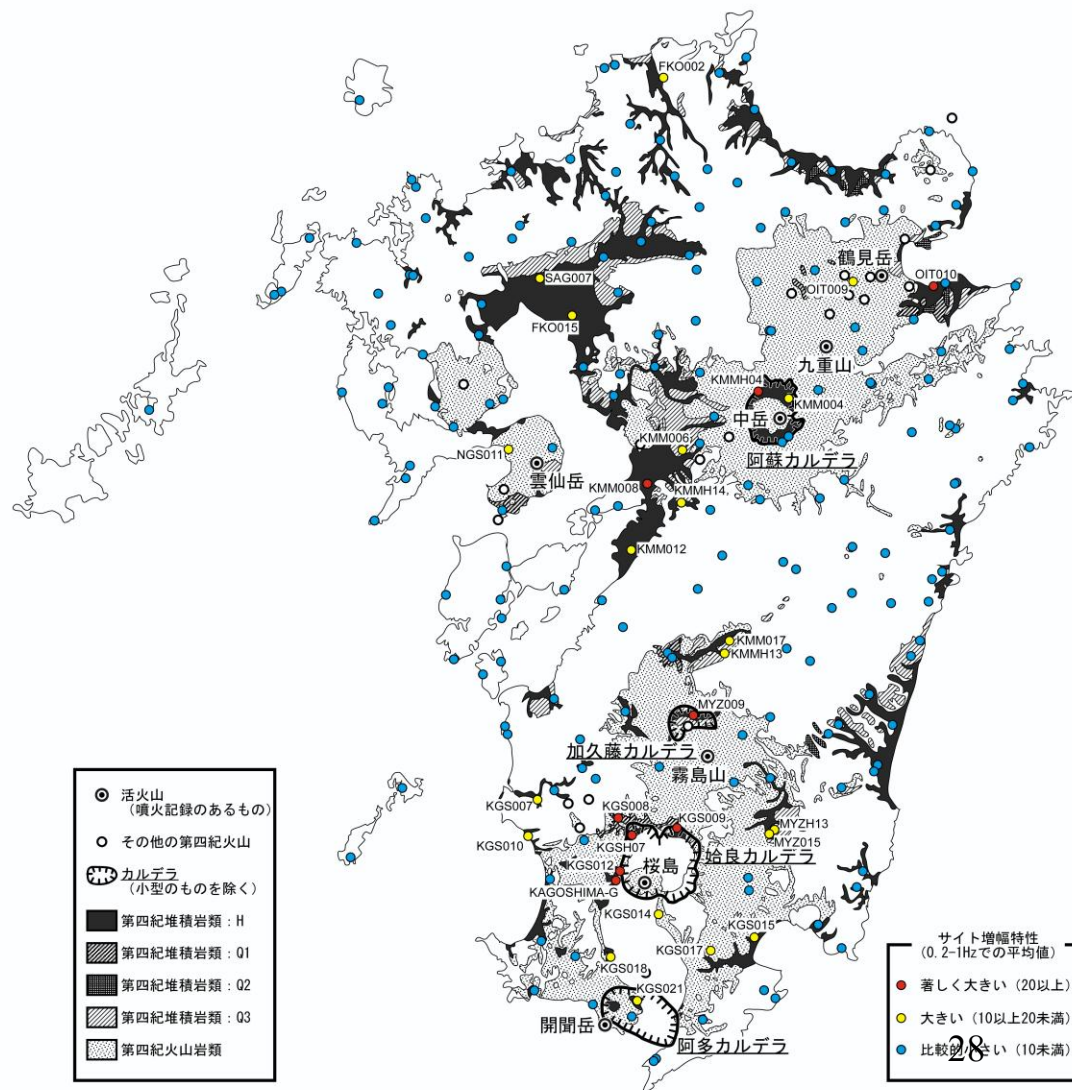 FKO002
鶴見岳
OIT010
SAG007
OIT009
FKO015
九重山
KMMH04
KMM004
中岳
KMM006
NGS011
阿蘇カルデラ
雲仙岳
KMM008
KMMH14
KMM012
KMM017
KMMH13
MYZ009
加久藤カルデラ
霧島山
KGS007
KGS008
KGS009
MYZH13
MYZ015
KGS010
KGSH07
姶良カルデラ
KGS012
桜島
KAGOSHIMA-G
KGS014
KGS015
KGS017
KGS018
KGS021
開聞岳
阿多カルデラ
活火山
(噴火記録のあるもの)
その他の第四紀火山
カルデラ
(小型のものを除く)
第四紀堆積岩類：H
第四紀堆積岩類：Q1
第四紀堆積岩類：Q2
第四紀堆積岩類：Q3
第四紀火山岩類
サイト増幅特性
(0.2-1Hzでの平均値)
著しく大きい (20以上)
大きい (10以上20未満)
比較的小さい (10未満)
28